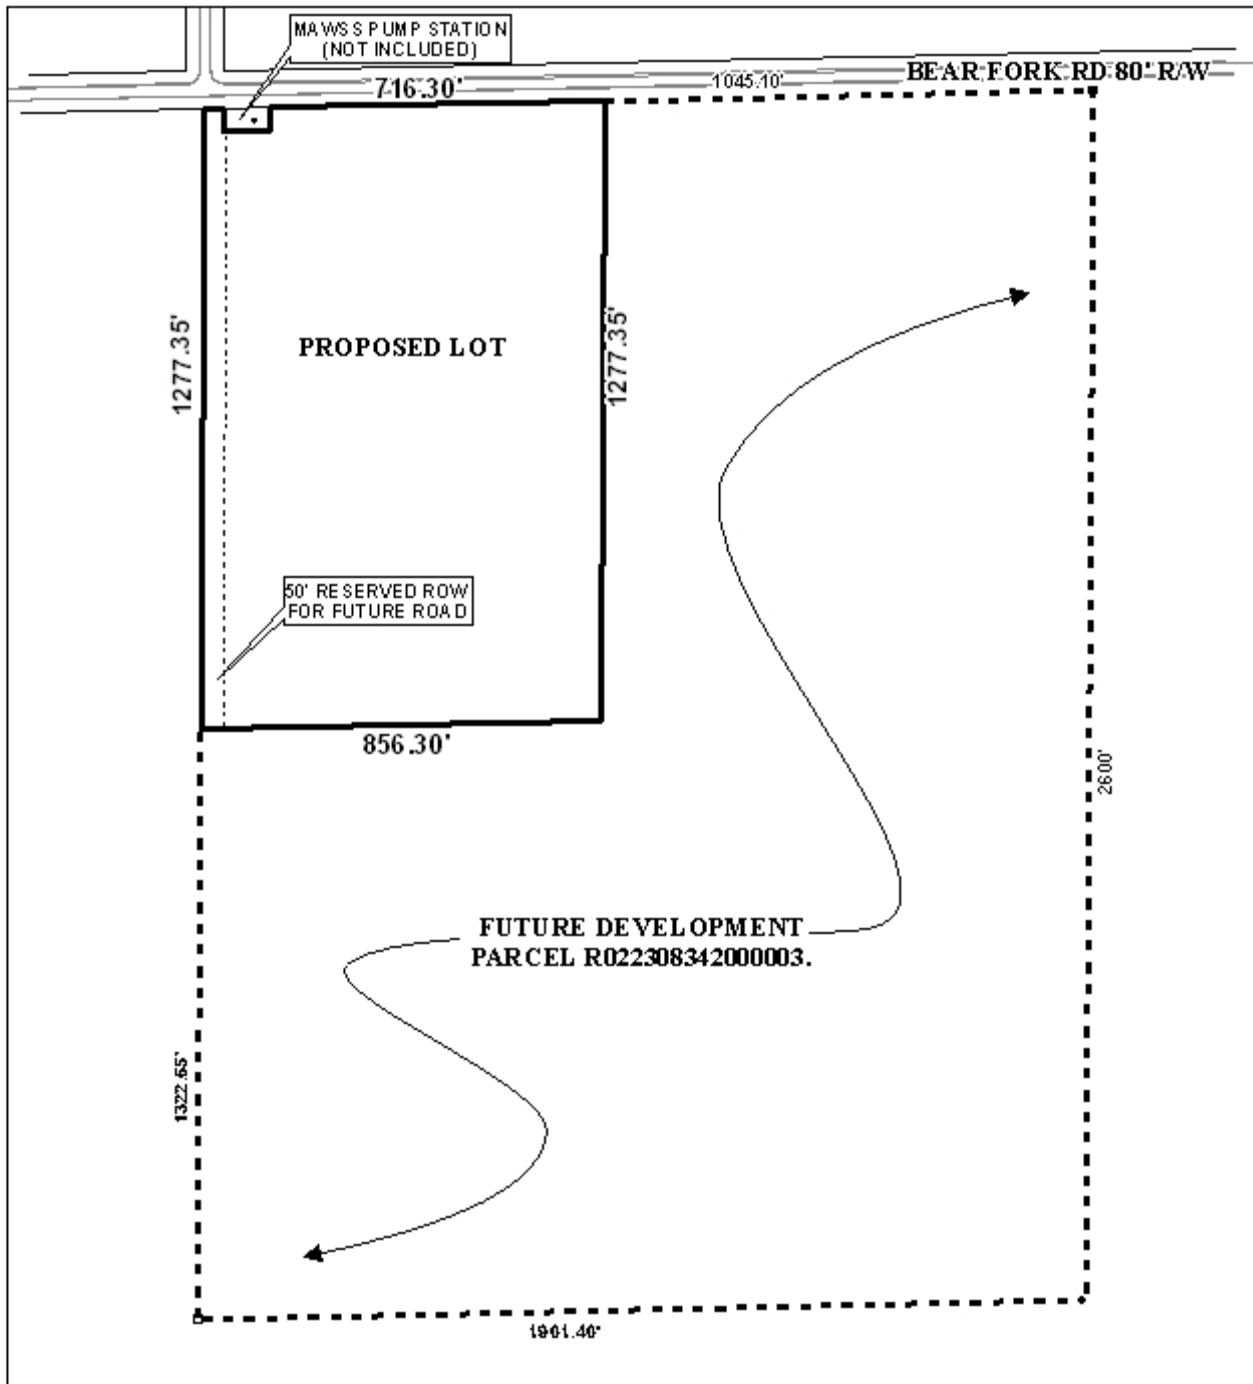 MAWSS PUMP STATION
(NOT INCLUDED)
BEAR FORK RD 80' R/W
716.30'
1045.10'
1277.35'
PROPOSED LOT
1277.35'
50' RESERVED ROW
FOR FUTURE ROAD
856.30'
2600'
FUTURE DEVELOPMENT
PARCEL R022308342000003.
1322.65'
1901.40'